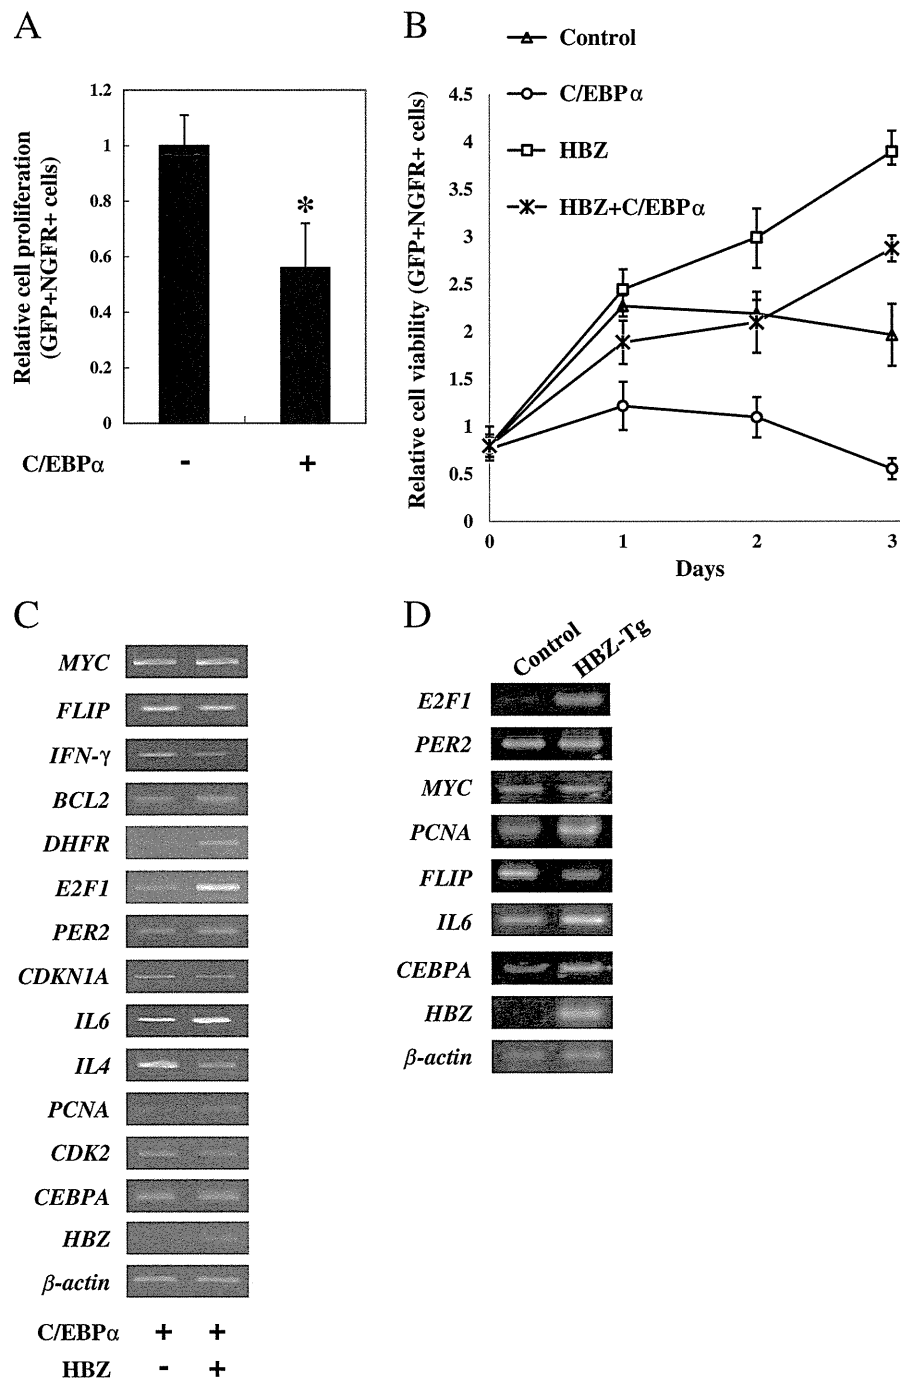 A
Relative cell proliferation
(GFP+NGFR+ cells)
1.2
1
0.8
0.6
0.4
0.2
0
*
C/EBPα - +
B
Control
C/EBPα
HBZ
HBZ+C/EBPα
Relative cell viability (GFP+NGFR+ cells)
4.5
4
3.5
3
2.5
2
1.5
1
0.5
0
0 1 2 3
Days
C
MYC
FLIP
IFN-γ
BCL2
DHFR
E2F1
PER2
CDKN1A
IL6
IL4
PCNA
CDK2
CEBPA
HBZ
β-actin
C/EBPα + +
HBZ - +
D
Control HBZ-Tg
E2F1
PER2
MYC
PCNA
FLIP
IL6
CEBPA
HBZ
β-actin